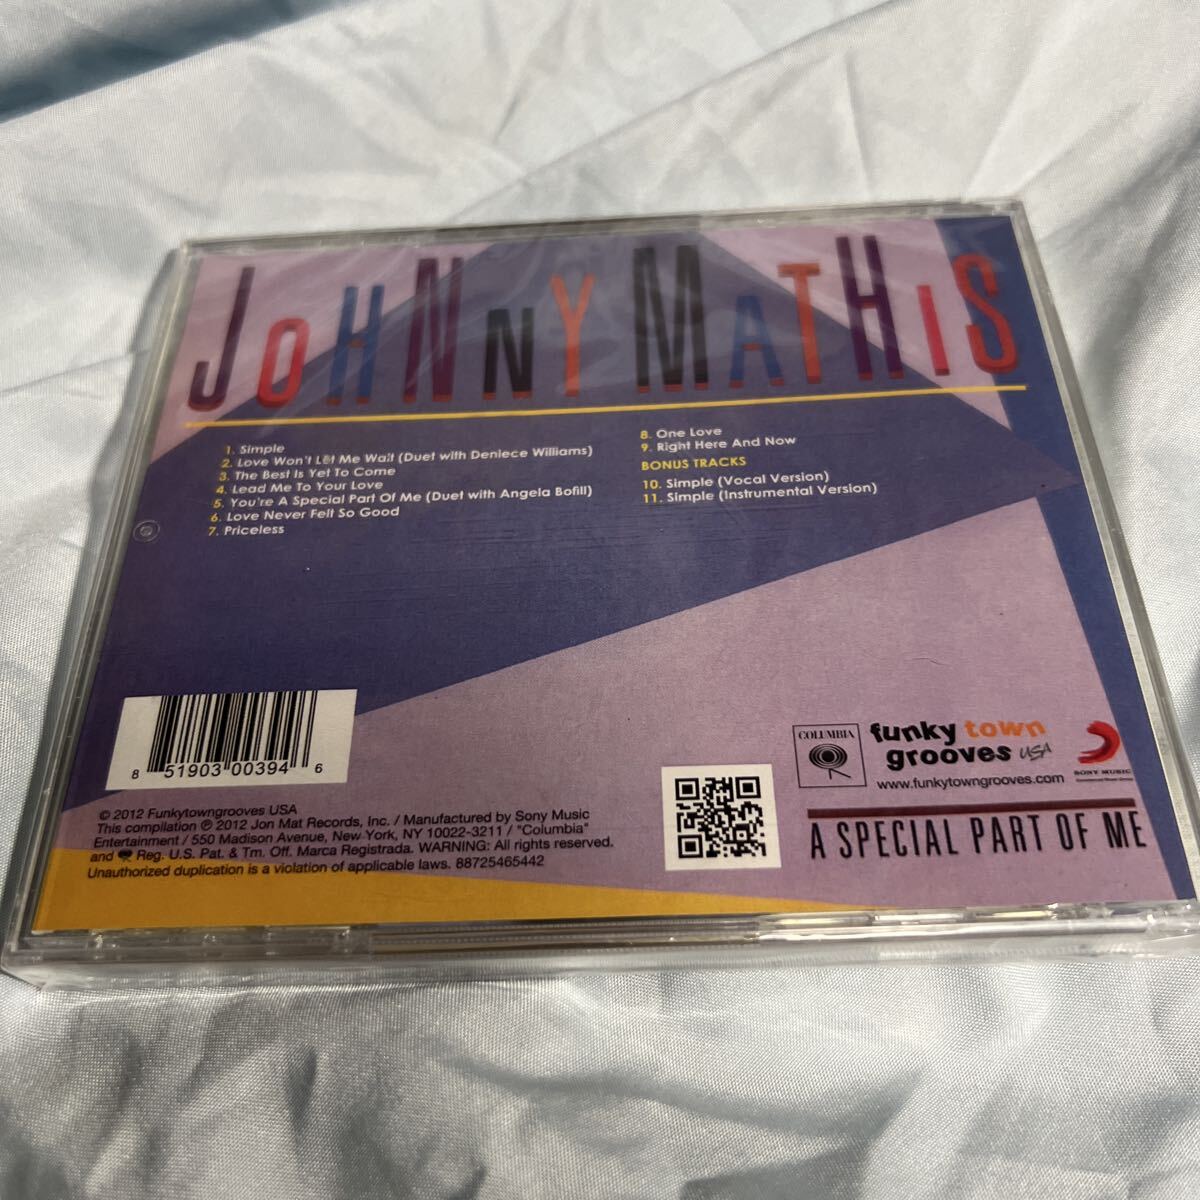 JOHNNY MATHIS
1. Simple
2. Love Won't Let Me Wait (Duet with Deniece Williams)
3. The Best Is Yet To Come
4. Lead Me To Your Love
5. You're A Special Part Of Me (Duet with Angela Bofill)
6. Love Never Felt So Good
7. Priceless
8. One Love
9. Right Here And Now
BONUS TRACKS
10. Simple (Vocal Version)
11. Simple (Instrumental Version)
8 51903 00394 6
© 2012 Funkytowngrooves USA
This compilation ℗ 2012 Jon Mat Records, Inc. / Manufactured by Sony Music
Entertainment / 550 Madison Avenue, New York, NY 10022-3211 / "Columbia"
and Reg. U.S. Pat. & Tm. Off. Marca Registrada. WARNING: All rights reserved.
Unauthorized duplication is a violation of applicable laws. 88725465442
COLUMBIA
funky town
grooves USA
www.funkytowngrooves.com
SONY MUSIC
A SPECIAL PART OF ME